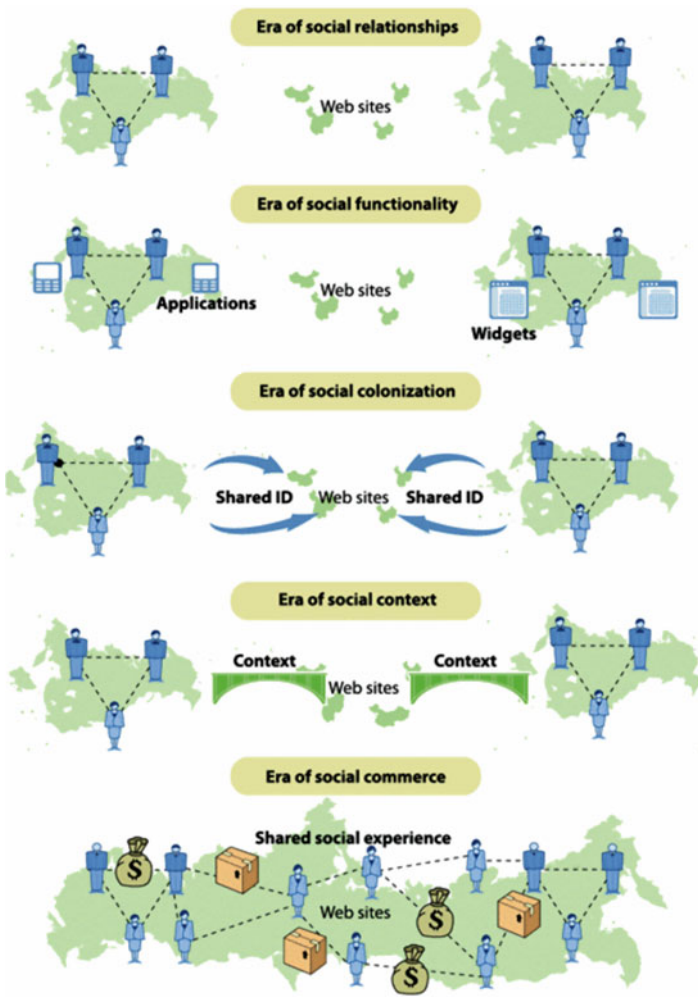 Era of social relationships
Web sites
Era of social functionality
Web sites
Applications
Widgets
Era of social colonization
Shared ID
Web sites
Shared ID
Era of social context
Context
Context
Web sites
Era of social commerce
Shared social experience
$
$
Web sites
$